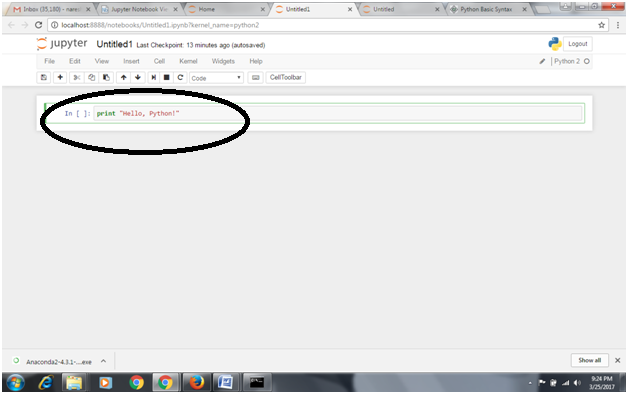 Inbox (35,180) - nares
Jupyter Notebook Vie
Home
Untitled1
Untitled
Python Basic Syntax
localhost:8888/notebooks/Untitled1.ipynb?kernel_name=python2
jupyter Untitled1 Last Checkpoint: 13 minutes ago (autosaved)
Logout
File Edit View Insert Cell Kernel Widgets Help
Python 2
Code
CellToolbar
In [ ]: print "Hello, Python!"
Anaconda2-4.3.1-....exe
Show all
9:24 PM
3/25/2017